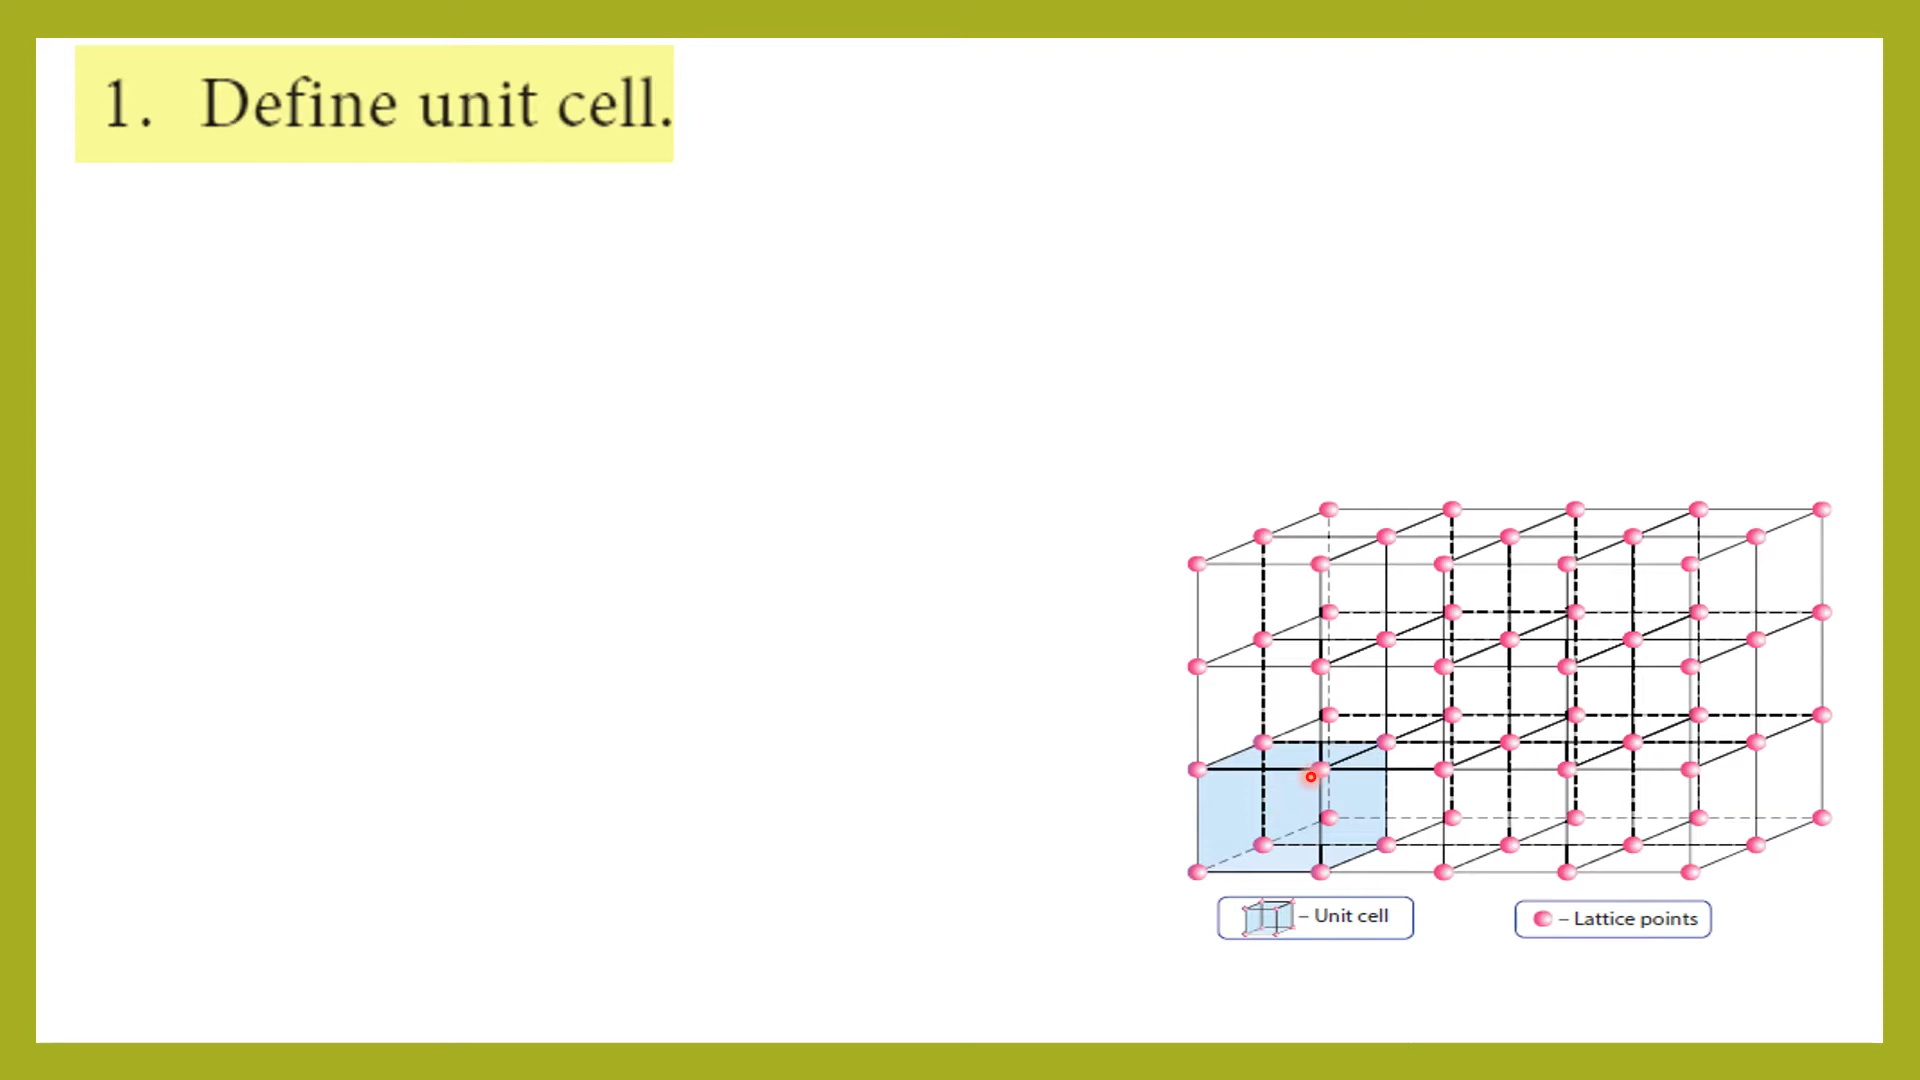 1. Define unit cell.
– Unit cell
– Lattice points